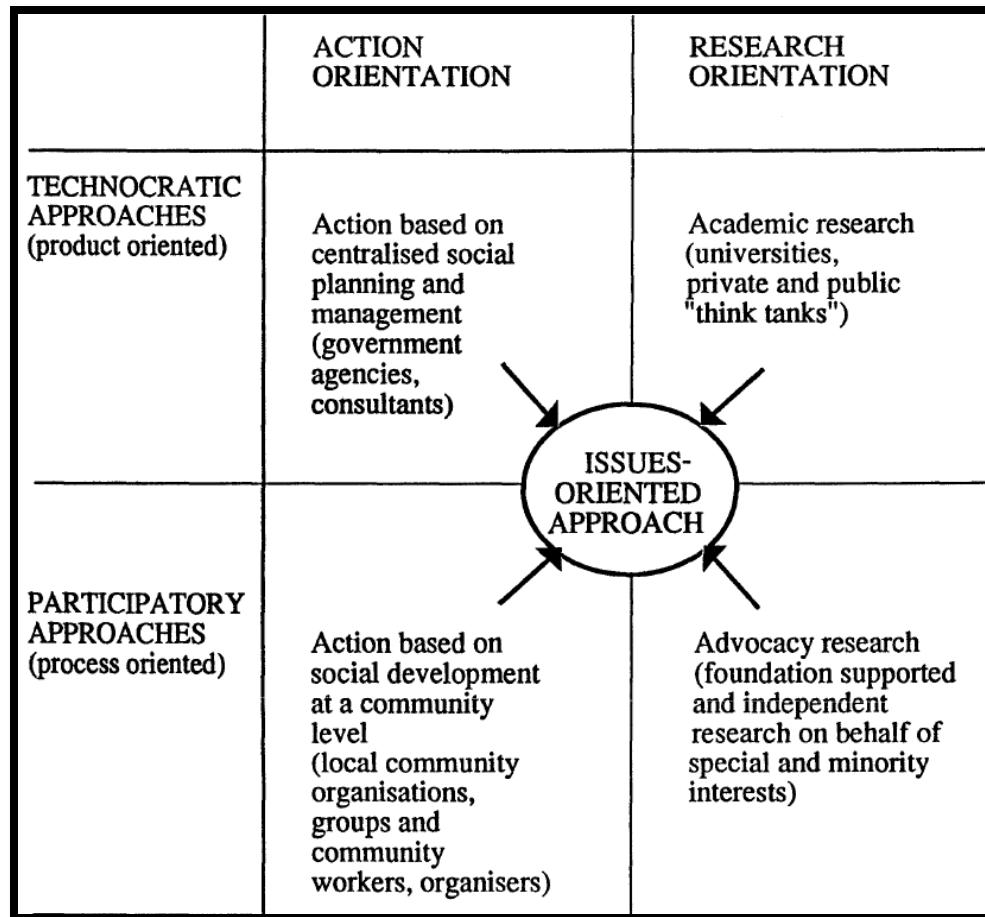 ACTION
ORIENTATION
RESEARCH
ORIENTATION
TECHNOCRATIC
APPROACHES
(product oriented)
Action based on
centralised social
planning and
management
(government
agencies,
consultants)
Academic research
(universities,
private and public
"think tanks")
ISSUES-
ORIENTED
APPROACH
PARTICIPATORY
APPROACHES
(process oriented)
Action based on
social development
at a community
level
(local community
organisations,
groups and
community
workers, organisers)
Advocacy research
(foundation supported
and independent
research on behalf of
special and minority
interests)